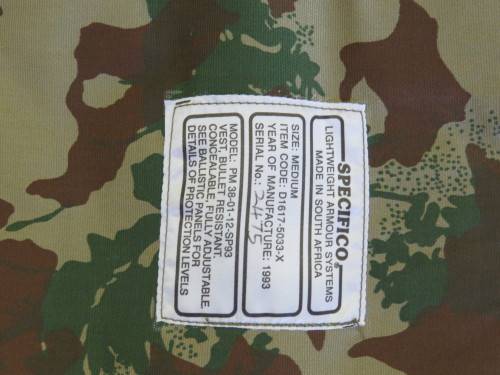 SPECIFICO.
LIGHTWEIGHT ARMOUR SYSTEMS
MADE IN SOUTH AFRICA
SIZE: MEDIUM
ITEM CODE: D1617-5033-X
YEAR OF MANUFACTURE: 1993
SERIAL No.: 2475
MODEL: PM 38-01-12-SP93
VEST, BULLET RESISTANT.
CONCEALABLE, FULLY ADJUSTABLE.
SEE BALLISTIC PANELS FOR
DETAILS OF PROTECTION LEVELS